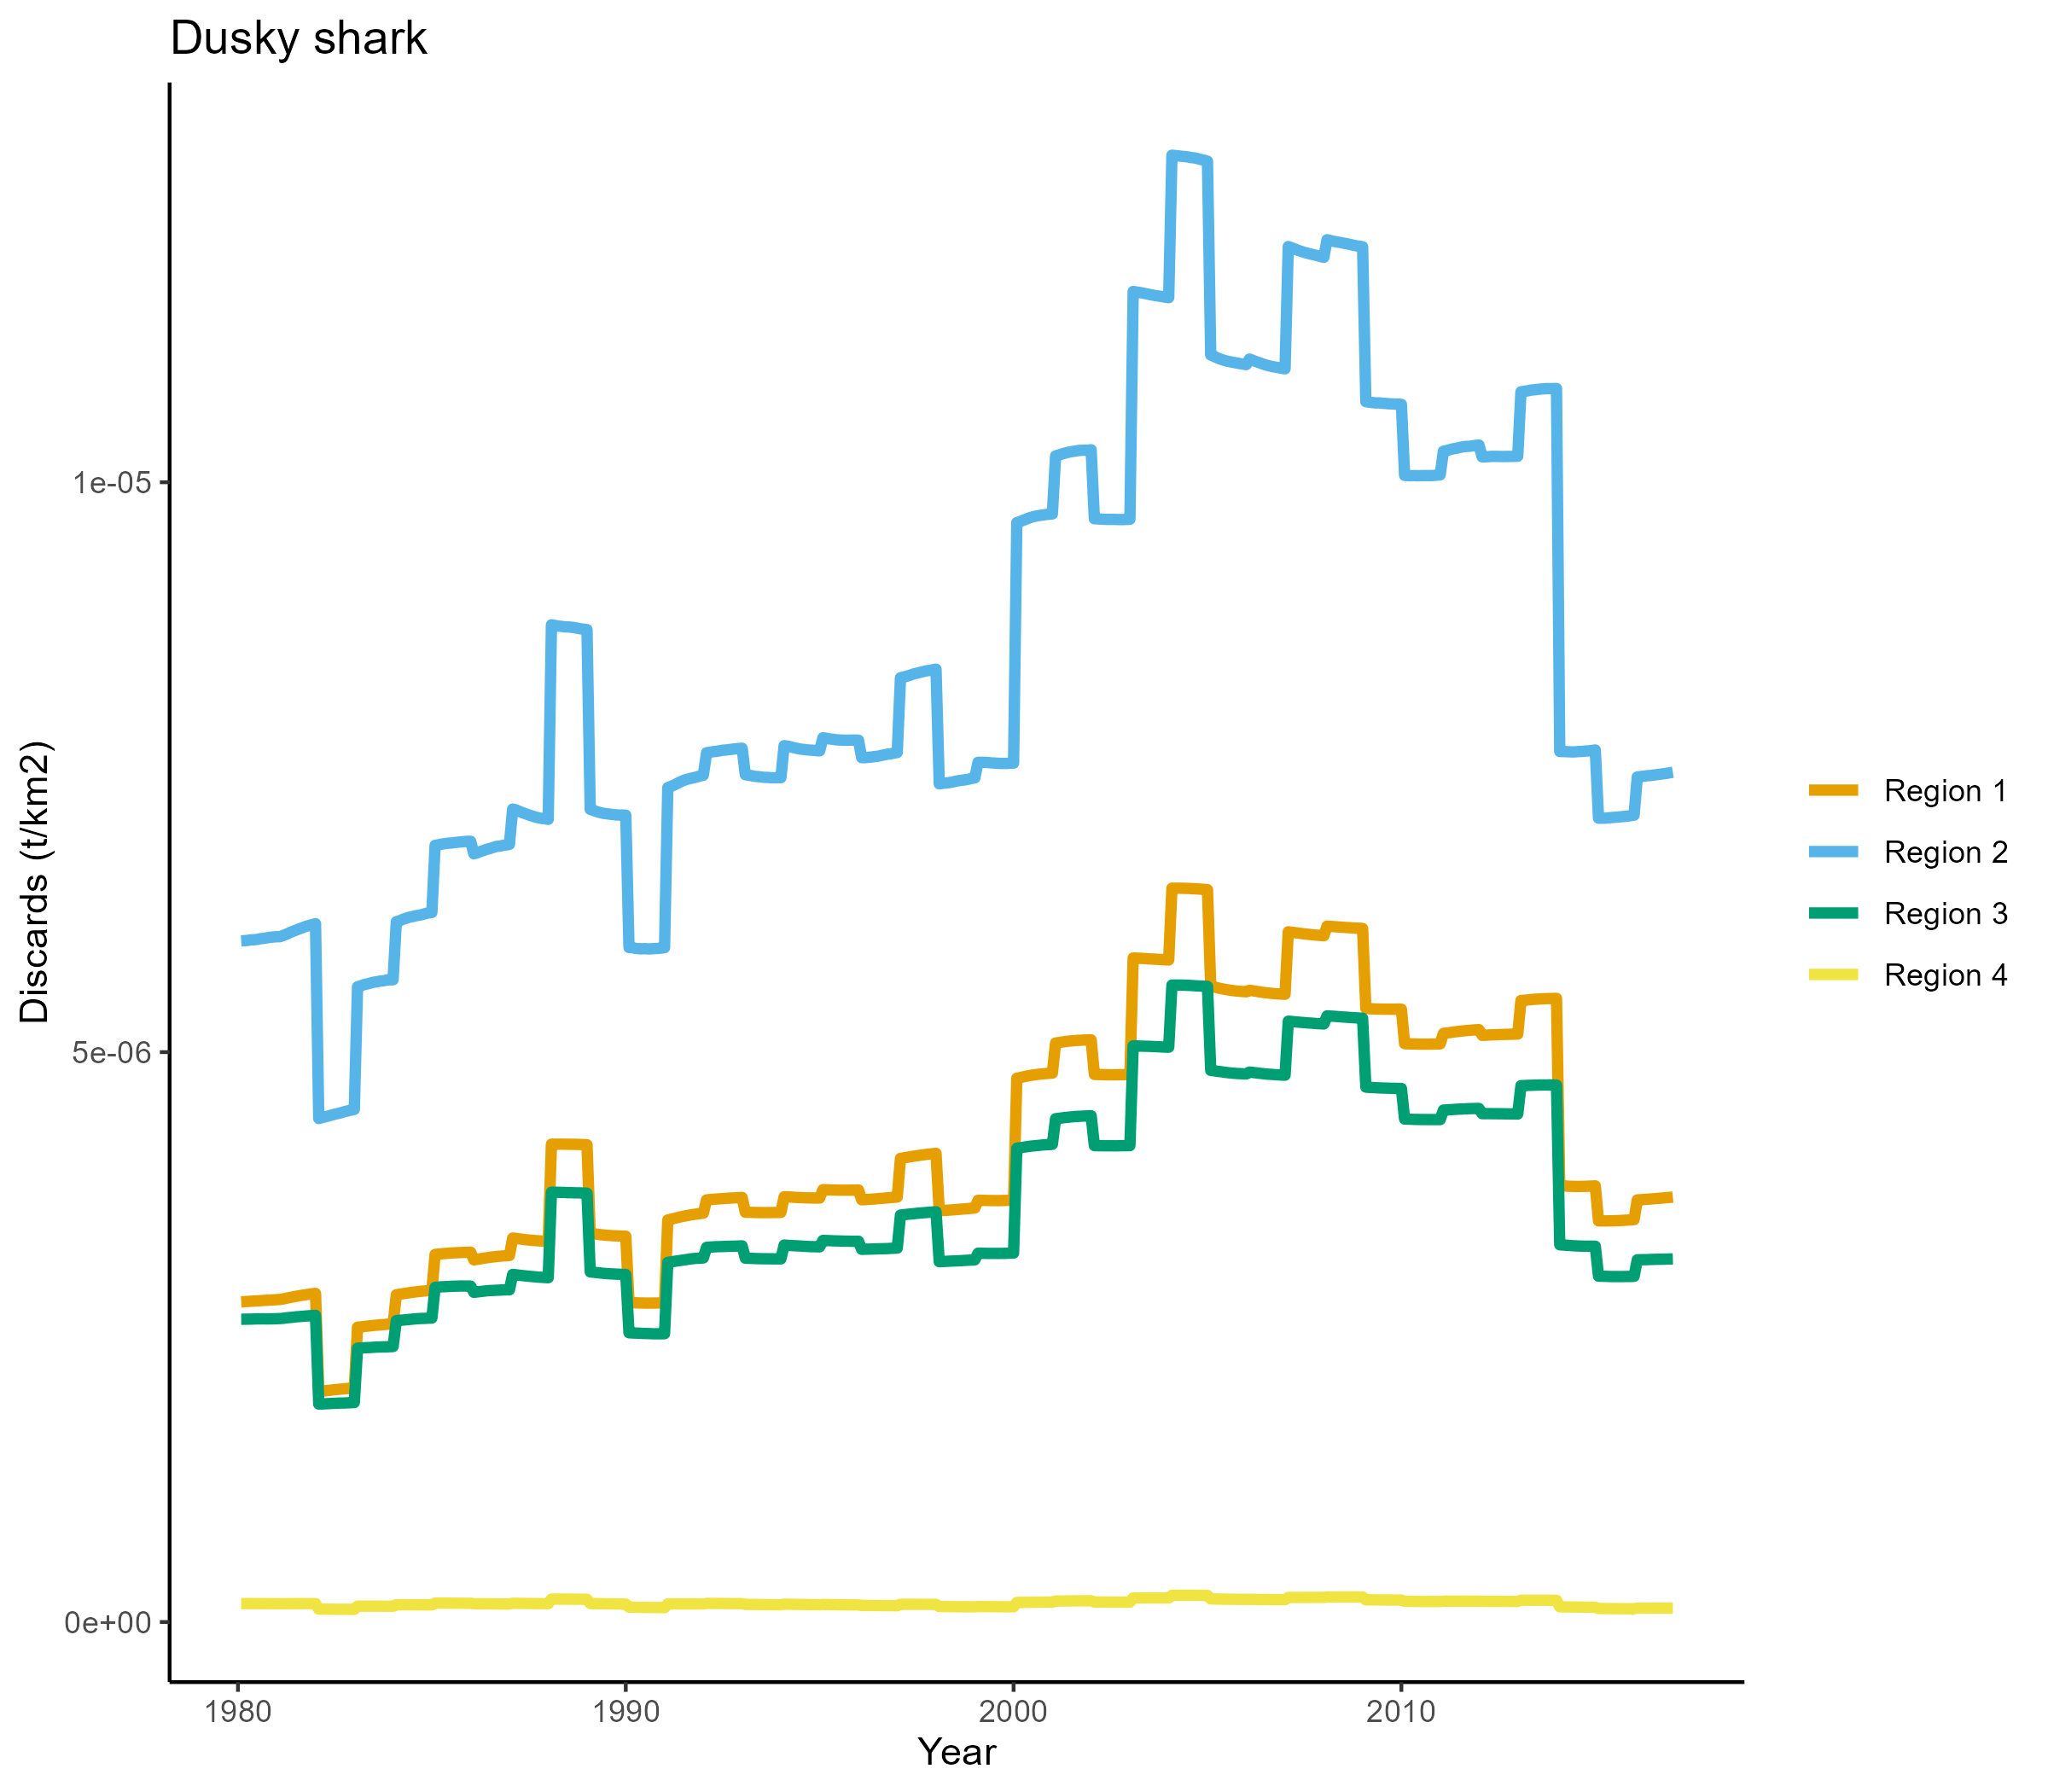 Dusky shark
Discards (t/km2)
1e-05
5e-06
0e+00
1980
1990
2000
2010
Year
Region 1
Region 2
Region 3
Region 4